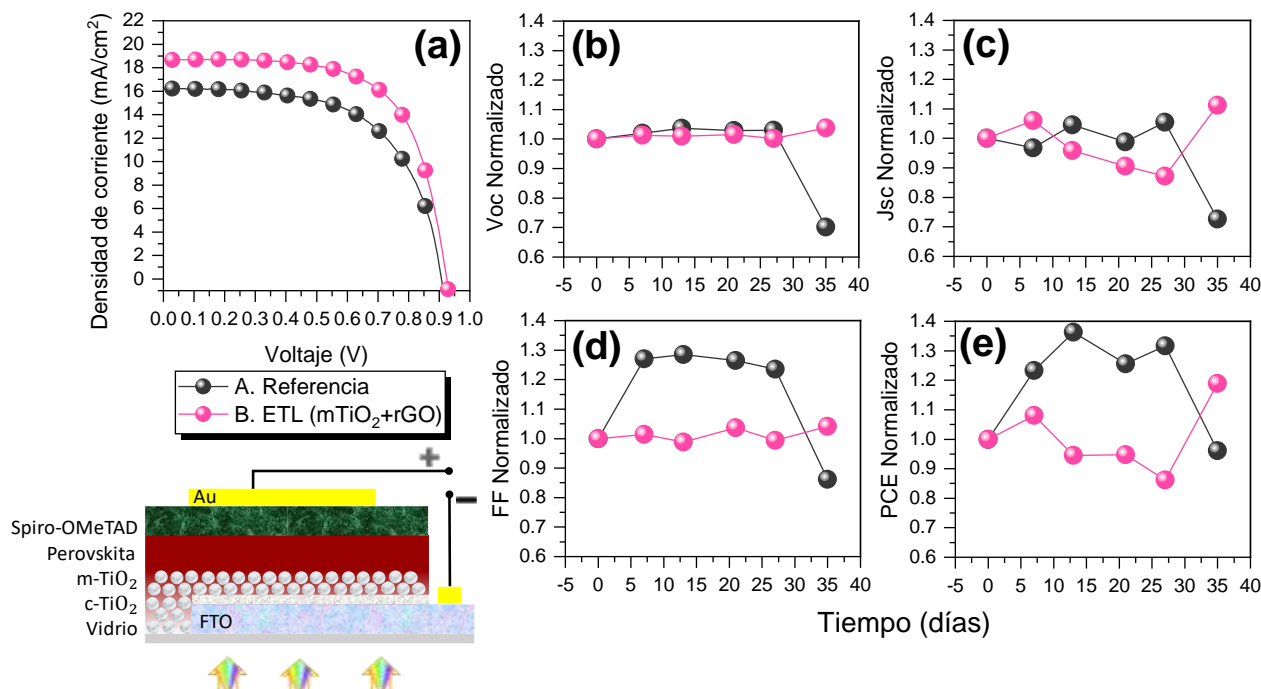 (a)
Densidad de corriente (mA/cm²)
22
20
18
16
14
12
10
8
6
4
2
0
0.0 0.1 0.2 0.3 0.4 0.5 0.6 0.7 0.8 0.9 1.0
Voltaje (V)
A. Referencia
B. ETL (mTiO₂+rGO)
(b)
Voc Normalizado
1.4
1.3
1.2
1.1
1.0
0.9
0.8
0.7
0.6
-5 0 5 10 15 20 25 30 35 40
(c)
Jsc Normalizado
1.4
1.3
1.2
1.1
1.0
0.9
0.8
0.7
0.6
-5 0 5 10 15 20 25 30 35 40
(d)
FF Normalizado
1.4
1.3
1.2
1.1
1.0
0.9
0.8
0.7
0.6
-5 0 5 10 15 20 25 30 35 40
(e)
PCE Normalizado
1.4
1.3
1.2
1.1
1.0
0.9
0.8
0.7
0.6
-5 0 5 10 15 20 25 30 35 40
Tiempo (días)
+
−
Au
Spiro-OMeTAD
Perovskita
m-TiO₂
c-TiO₂
FTO
Vidrio